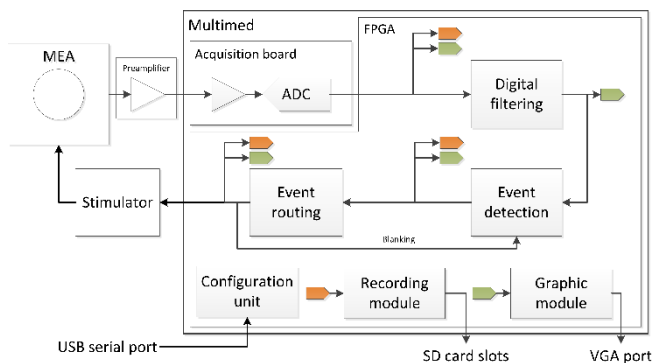 Multimed
FPGA
MEA
Preamplifier
Acquisition board
ADC
Digital
filtering
Stimulator
Event
routing
Event
detection
Blanking
Configuration
unit
Recording
module
Graphic
module
USB serial port
SD card slots
VGA port